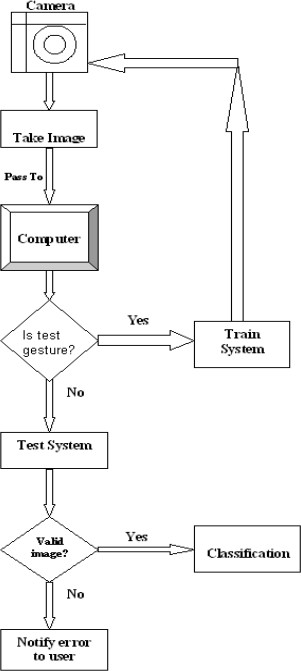 Camera
Take Image
Pass To
Computer
Is test
gesture?
Yes
Train
System
No
Test System
Valid
image?
Yes
Classification
No
Notify error
to user